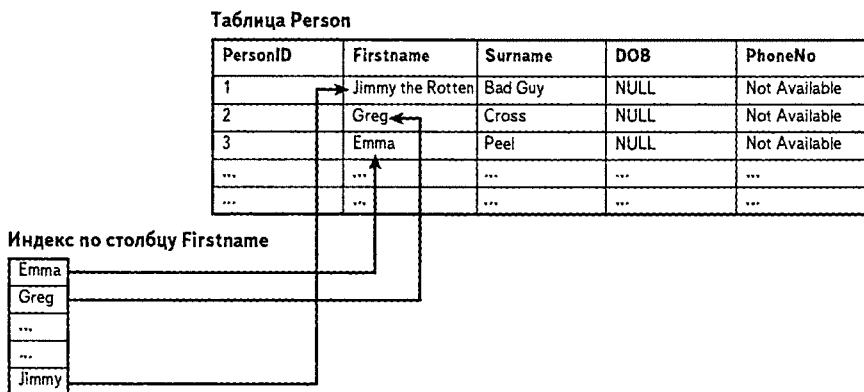 Таблица Person
PersonID Firstname Surname DOB PhoneNo
1 Jimmy the Rotten Bad Guy NULL Not Available
2 Greg Cross NULL Not Available
3 Emma Peel NULL Not Available
... ... ... ... ...
... ... ... ... ...
Индекс по столбцу Firstname
Emma
Greg
...
...
Jimmy